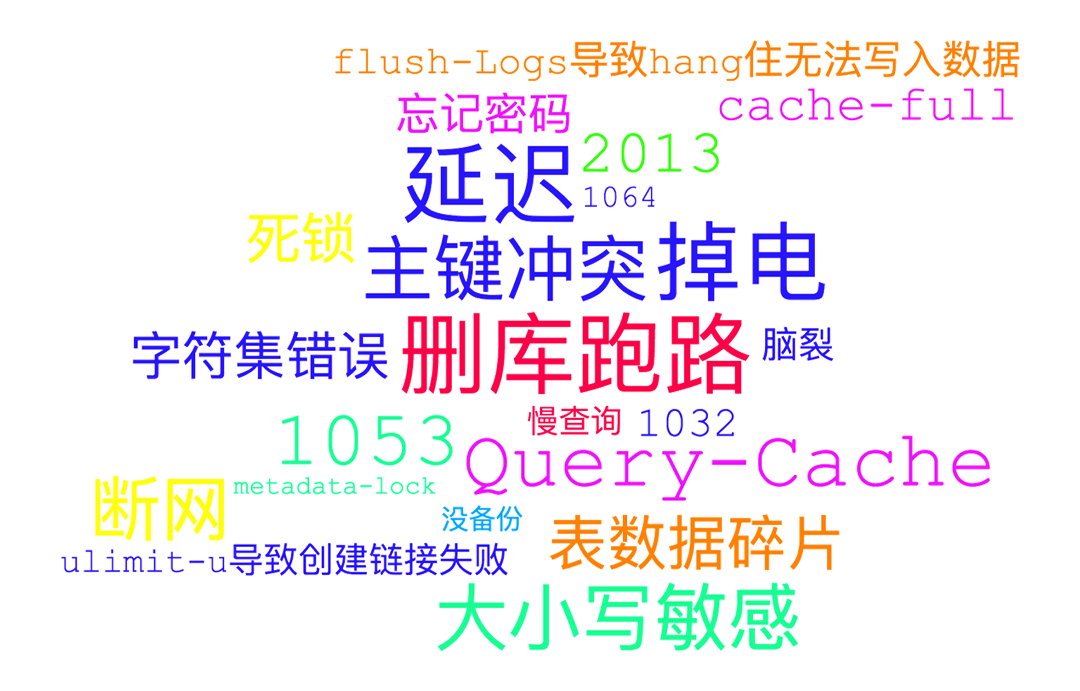 flush-Logs导致hang住无法写入数据
忘记密码
cache-full
延迟
2013
1064
死锁
主键冲突
掉电
字符集错误
删库跑路
脑裂
1053
慢查询
1032
Query-Cache
断网
metadata-lock
没备份
表数据碎片
ulimit-u导致创建链接失败
大小写敏感